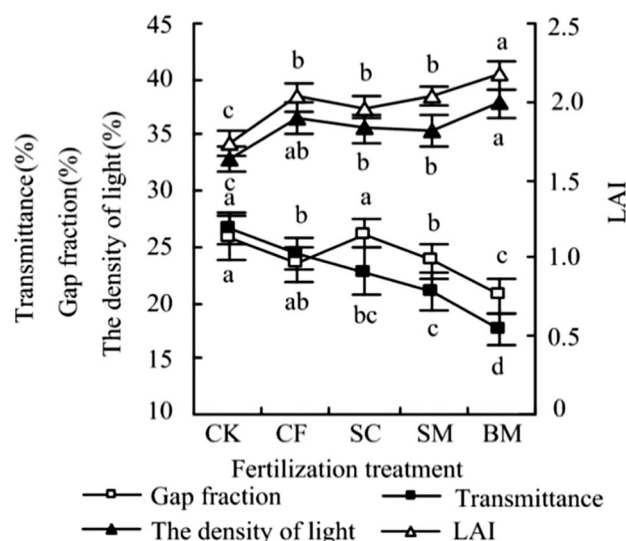 Transmittance(%)
Gap fraction(%)
The density of light(%)
45
40
35
30
25
20
15
10
2.5
2.0
1.5
1.0
0.5
0
LAI
c
b
b
b
a
c
ab
b
b
a
a
b
a
b
c
a
ab
bc
c
d
CK CF SC SM BM
Fertilization treatment
Gap fraction Transmittance
The density of light LAI